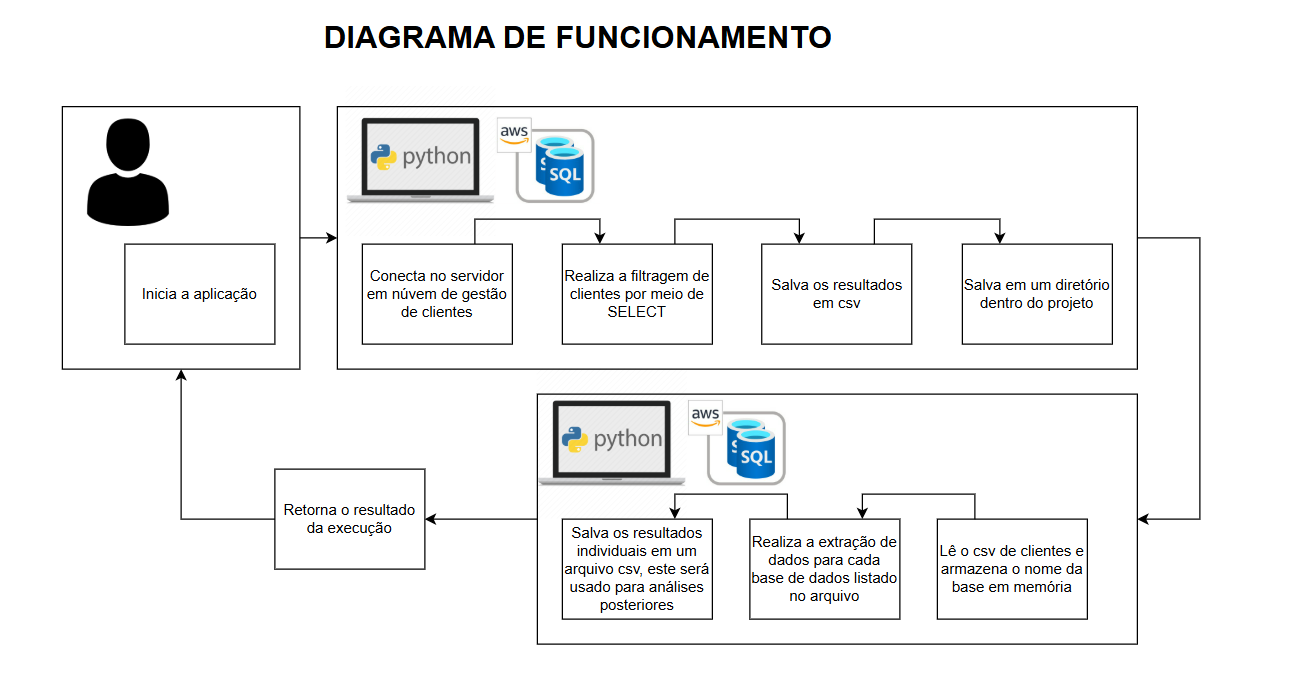 DIAGRAMA DE FUNCIONAMENTO
Inicia a aplicação
python
aws
SQL
Conecta no servidor
em núvem de gestão
de clientes
Realiza a filtragem de
clientes por meio de
SELECT
Salva os resultados
em csv
Salva em um diretório
dentro do projeto
python
aws
SQL
Lê o csv de clientes e
armazena o nome da
base em memória
Realiza a extração de
dados para cada
base de dados listado
no arquivo
Salva os resultados
individuais em um
arquivo csv, este será
usado para análises
posteriores
Retorna o resultado
da execução